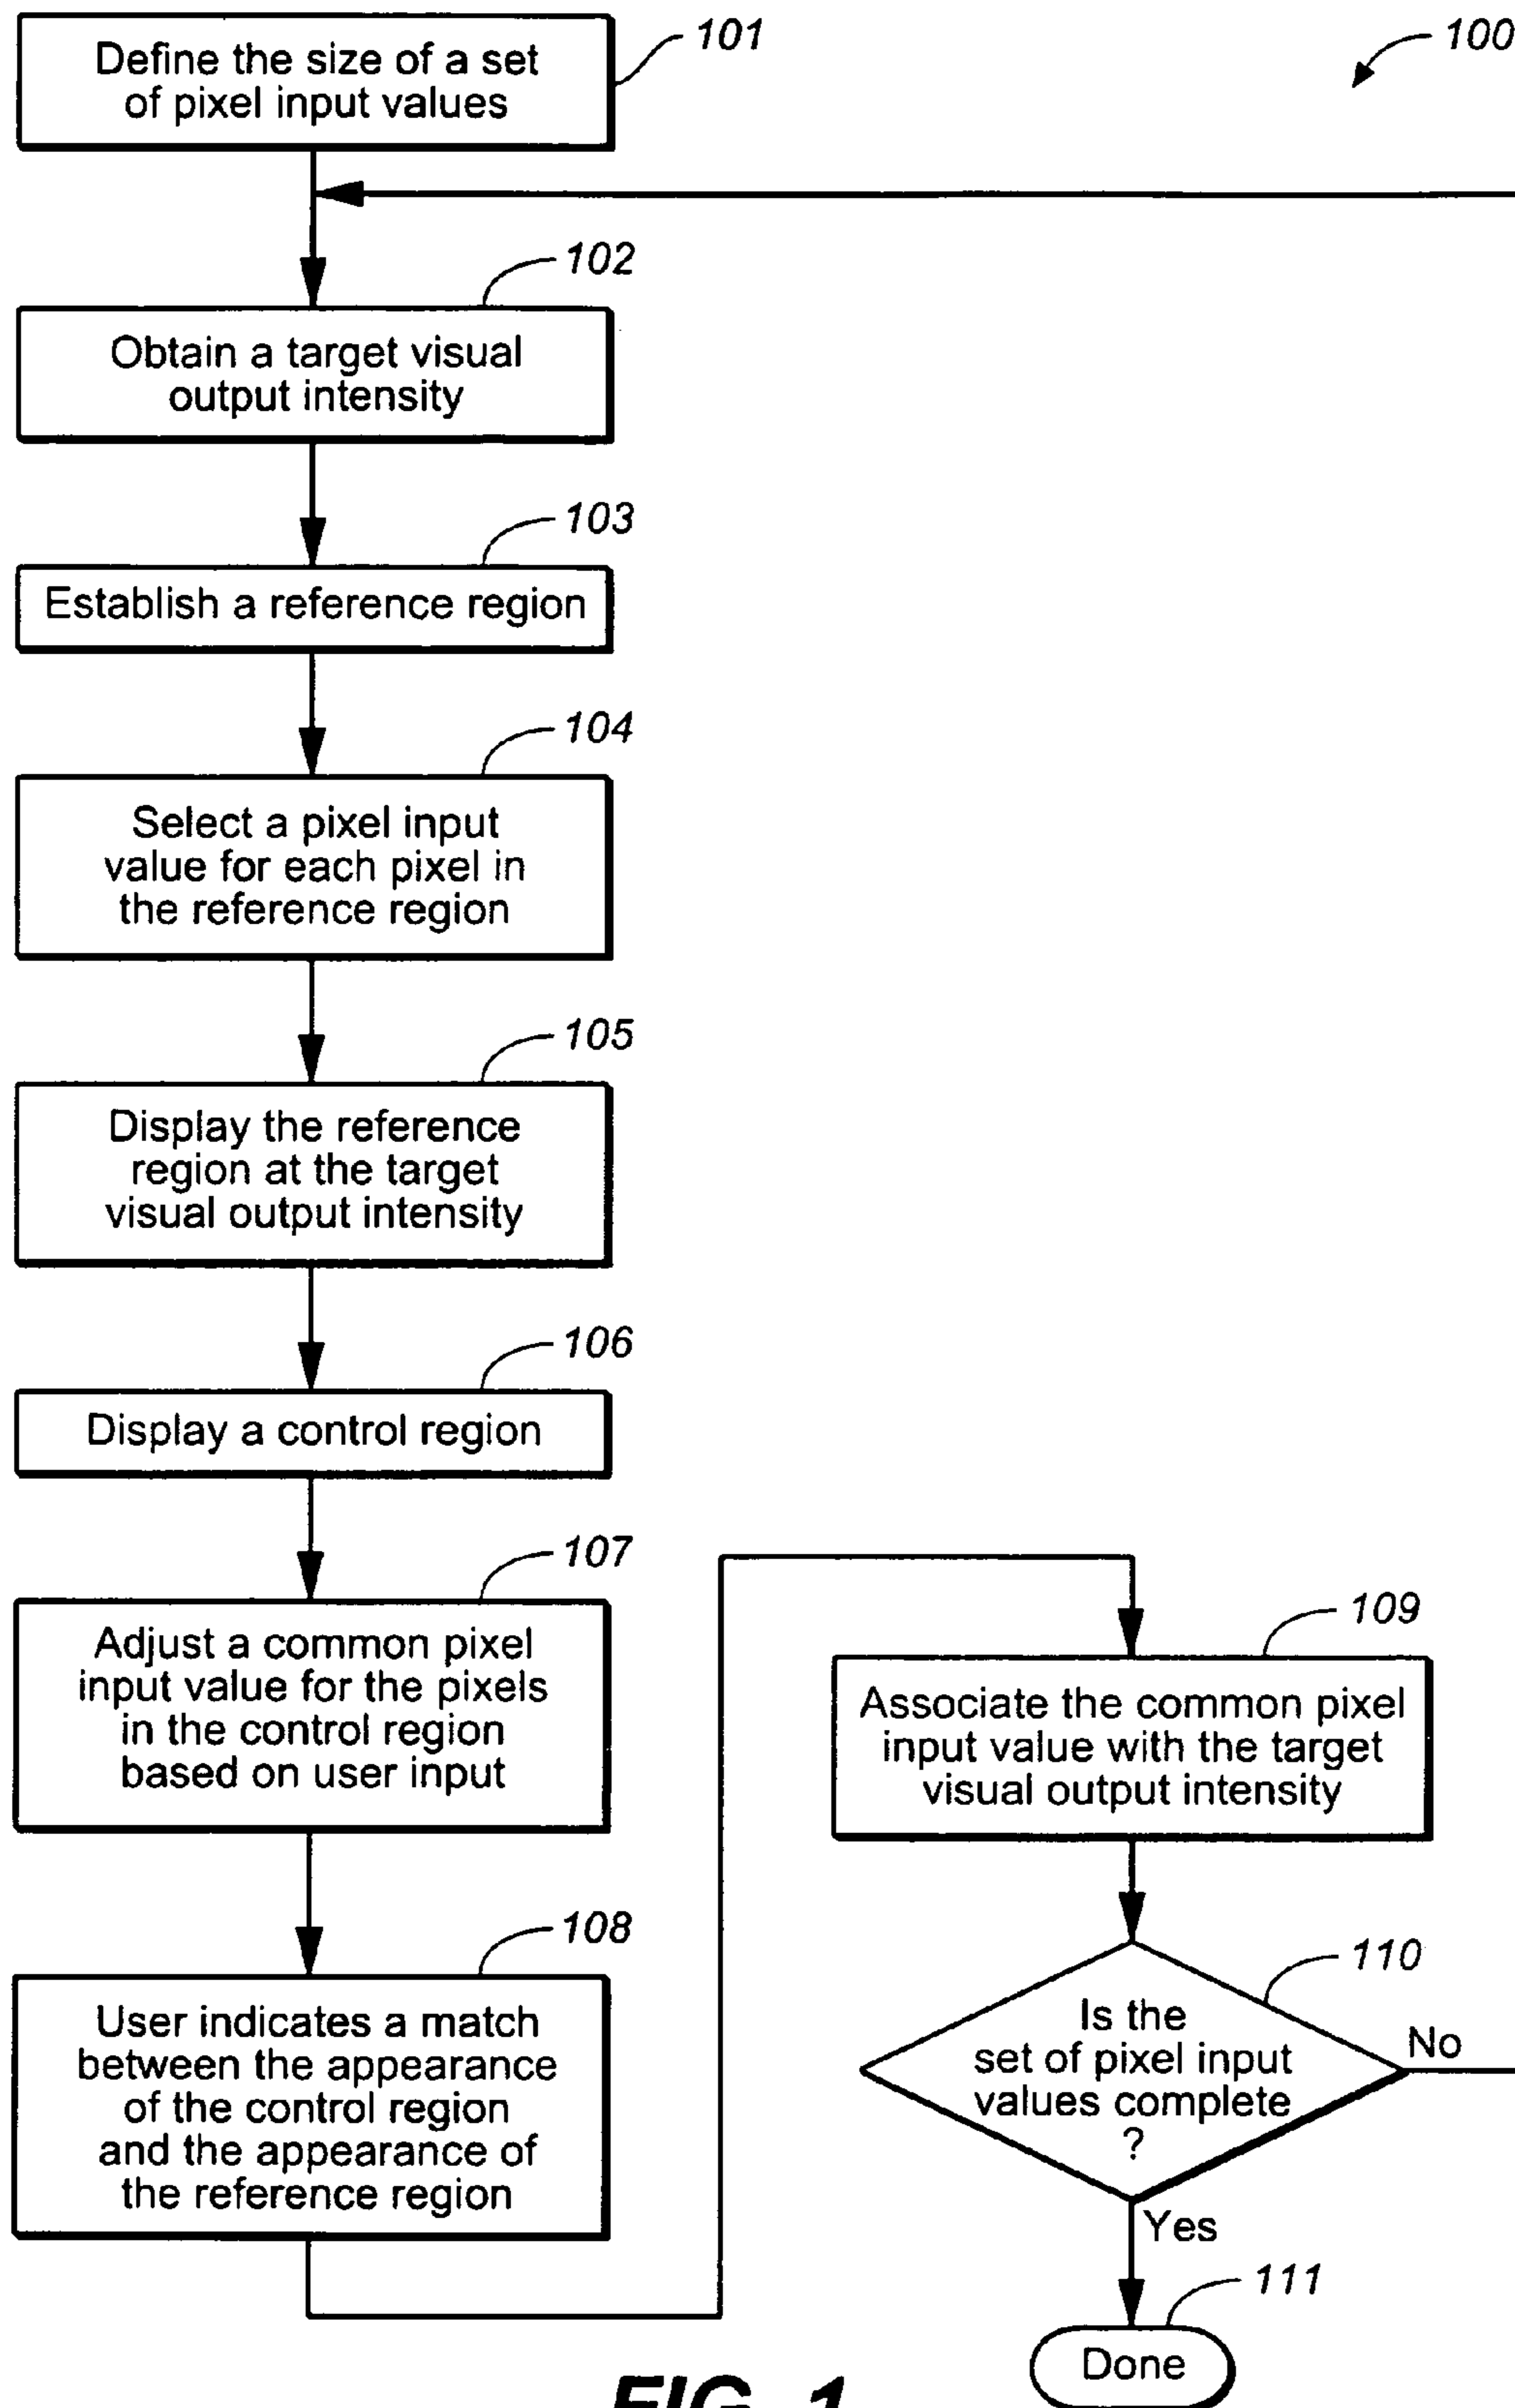 101
100
Define the size of a set
of pixel input values
102
Obtain a target visual
output intensity
103
Establish a reference region
104
Select a pixel input
value for each pixel in
the reference region
105
Display the reference
region at the target
visual output intensity
106
Display a control region
107
Adjust a common pixel
input value for the pixels
in the control region
based on user input
108
User indicates a match
between the appearance
of the control region
and the appearance of
the reference region
109
Associate the common pixel
input value with the target
visual output intensity
110
Is the
set of pixel input
values complete
?
No
Yes
111
Done
FIG. 1